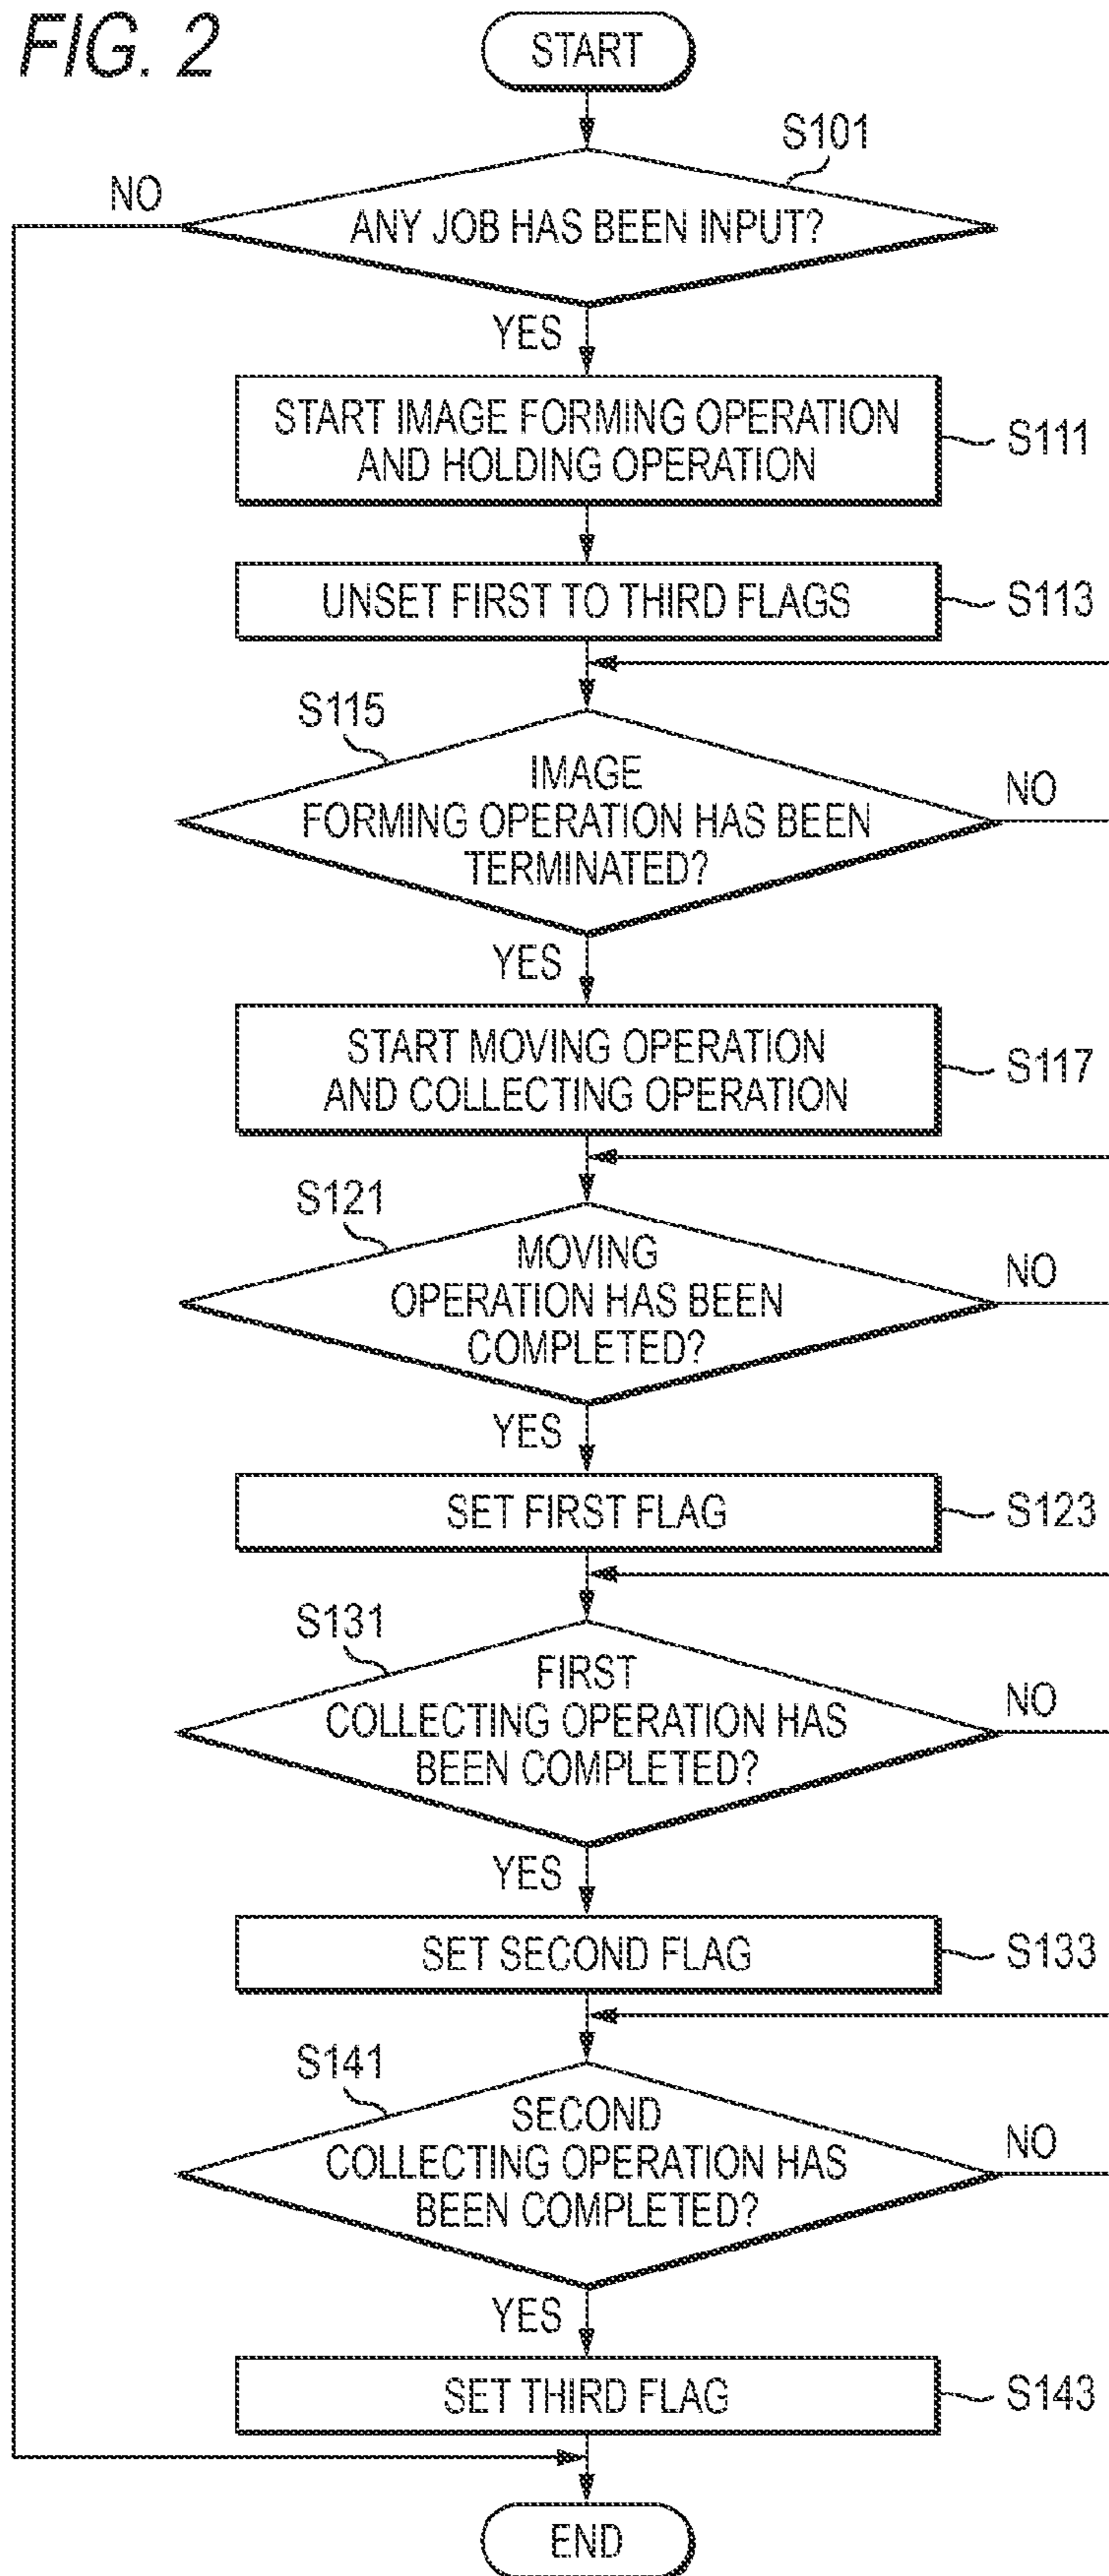 FIG. 2
START
S101
NO
ANY JOB HAS BEEN INPUT?
YES
START IMAGE FORMING OPERATION
AND HOLDING OPERATION
S111
UNSET FIRST TO THIRD FLAGS
S113
S115
IMAGE
FORMING OPERATION HAS BEEN
TERMINATED?
NO
YES
START MOVING OPERATION
AND COLLECTING OPERATION
S117
S121
MOVING
OPERATION HAS BEEN
COMPLETED?
NO
YES
SET FIRST FLAG
S123
S131
FIRST
COLLECTING OPERATION HAS
BEEN COMPLETED?
NO
YES
SET SECOND FLAG
S133
S141
SECOND
COLLECTING OPERATION HAS
BEEN COMPLETED?
NO
YES
SET THIRD FLAG
S143
END